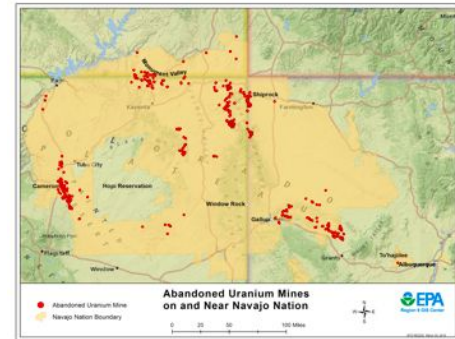 Monument Valley
Page
Kayenta
Shiprock
Farmington
Tuba City
Cameron
Hopi Reservation
Window Rock
Gallup
Grants
To'hajiilee
Albuquerque
Flagstaff
Winslow
Abandoned Uranium Mines
on and Near Navajo Nation
Abandoned Uranium Mine
Navajo Nation Boundary
0 25 50 100 Miles
EPA
Region 9 GIS Center